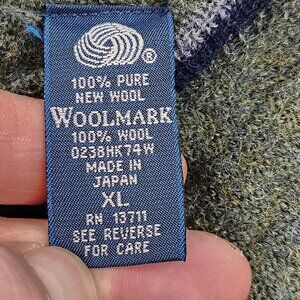 ®
100% PURE
NEW WOOL
WOOLMARK
100% WOOL
0238HK74W
MADE IN
JAPAN
XL
RN 13711
SEE REVERSE
FOR CARE